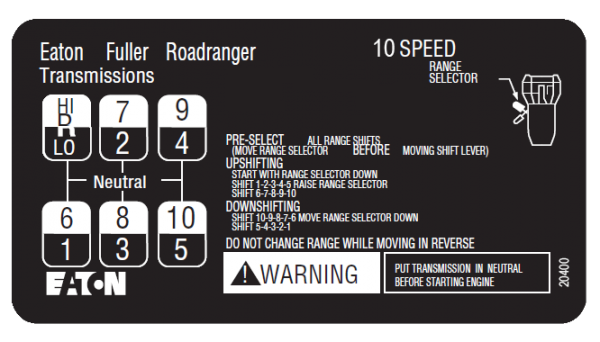 Eaton Fuller Roadranger
Transmissions
10 SPEED
RANGE
SELECTOR
HI
R
LO
7
2
9
4
Neutral
6
1
8
3
10
5
PRE-SELECT ALL RANGE SHIFTS
(MOVE RANGE SELECTOR BEFORE MOVING SHIFT LEVER)
UPSHIFTING
START WITH RANGE SELECTOR DOWN
SHIFT 1-2-3-4-5 RAISE RANGE SELECTOR
SHIFT 6-7-8-9-10
DOWNSHIFTING
SHIFT 10-9-8-7-6 MOVE RANGE SELECTOR DOWN
SHIFT 5-4-3-2-1
DO NOT CHANGE RANGE WHILE MOVING IN REVERSE
WARNING
PUT TRANSMISSION IN NEUTRAL
BEFORE STARTING ENGINE
20400
EATON